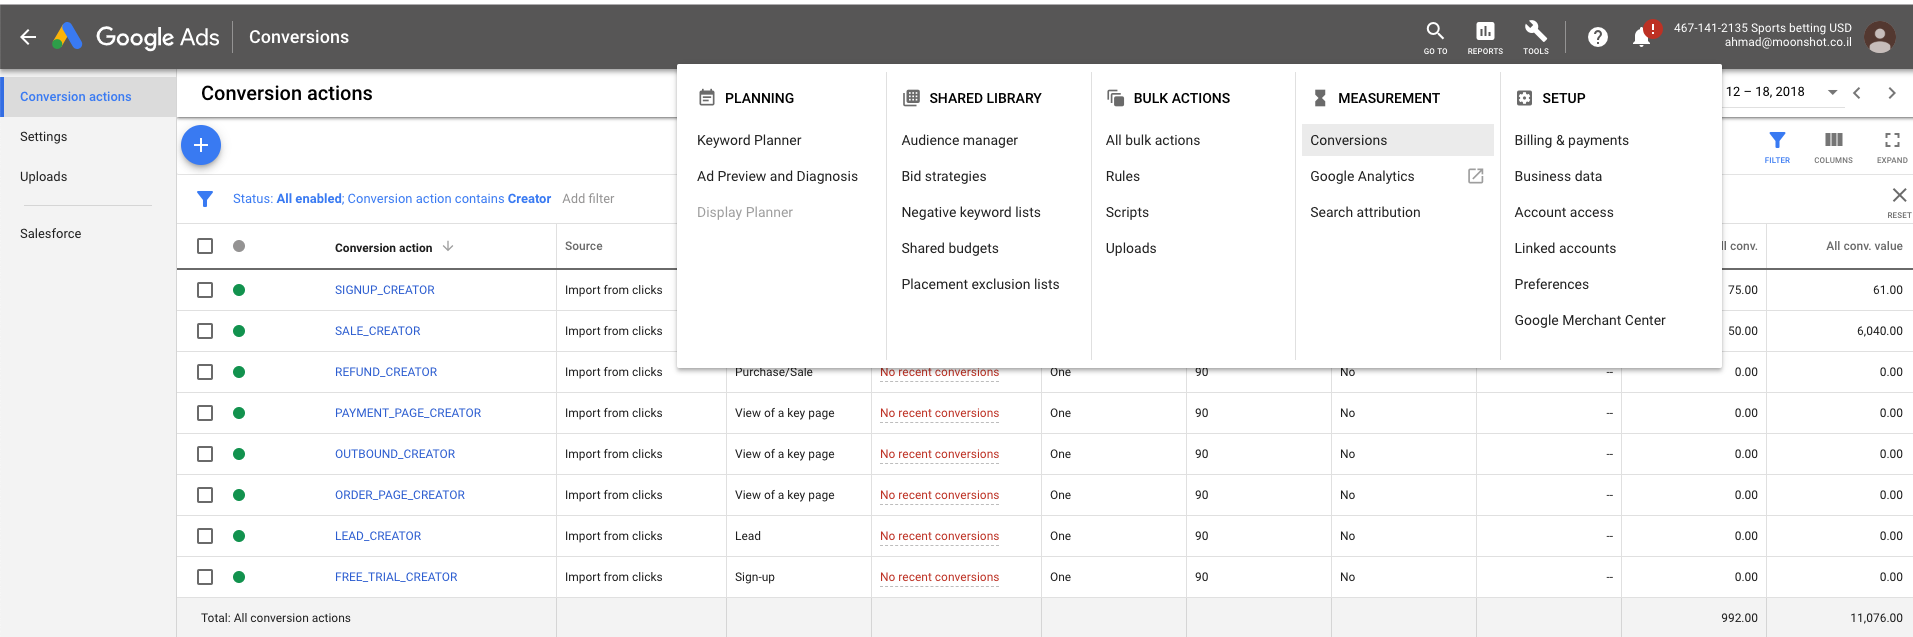 Google Ads Conversions
GO TO REPORTS TOOLS ? ! 467-141-2135 Sports betting USD
ahmad@moonshot.co.il
Conversion actions
Settings
Uploads
Salesforce
Conversion actions
12 – 18, 2018
PLANNING
Keyword Planner
Ad Preview and Diagnosis
Display Planner
SHARED LIBRARY
Audience manager
Bid strategies
Negative keyword lists
Shared budgets
Placement exclusion lists
BULK ACTIONS
All bulk actions
Rules
Scripts
Uploads
MEASUREMENT
Conversions
Google Analytics
Search attribution
SETUP
Billing & payments
Business data
Account access
Linked accounts
Preferences
Google Merchant Center
FILTER COLUMNS EXPAND
Status: All enabled; Conversion action contains Creator Add filter
RESET
Conversion action Source ll conv. All conv. value
SIGNUP_CREATOR Import from clicks 75.00 61.00
SALE_CREATOR Import from clicks 50.00 6,040.00
REFUND_CREATOR Import from clicks Purchase/Sale No recent conversions One 90 No -- 0.00 0.00
PAYMENT_PAGE_CREATOR Import from clicks View of a key page No recent conversions One 90 No -- 0.00 0.00
OUTBOUND_CREATOR Import from clicks View of a key page No recent conversions One 90 No -- 0.00 0.00
ORDER_PAGE_CREATOR Import from clicks View of a key page No recent conversions One 90 No -- 0.00 0.00
LEAD_CREATOR Import from clicks Lead No recent conversions One 90 No -- 0.00 0.00
FREE_TRIAL_CREATOR Import from clicks Sign-up No recent conversions One 90 No -- 0.00 0.00
Total: All conversion actions 992.00 11,076.00